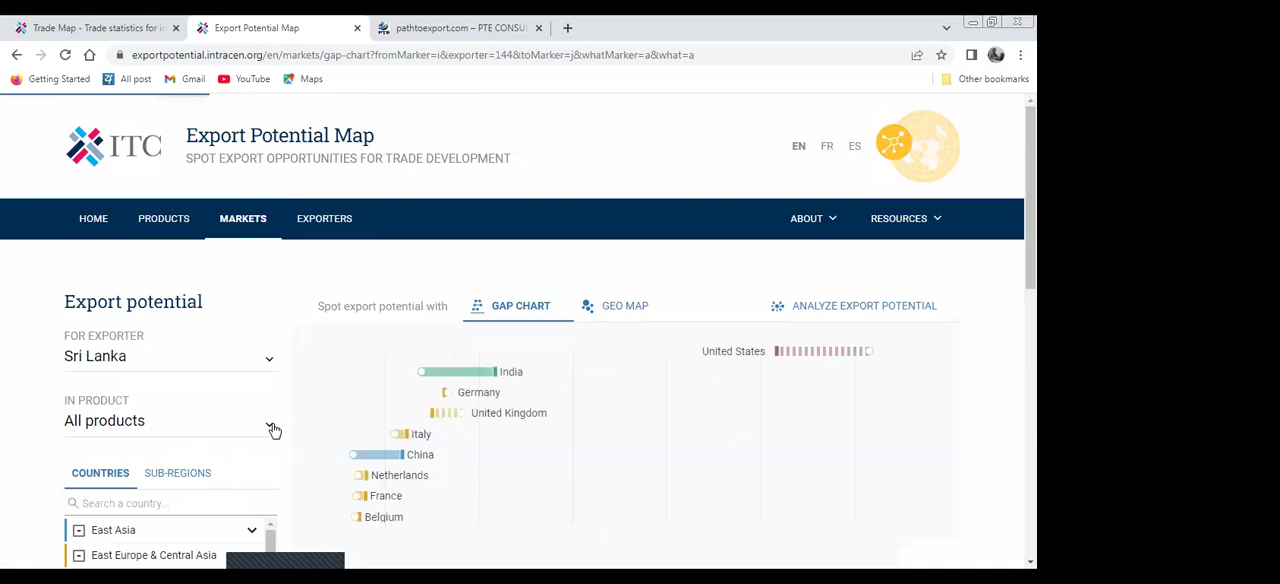 Trade Map - Trade statistics for in
Export Potential Map
pathtoexport.com – PTE CONSU
exportpotential.intracen.org/en/markets/gap-chart?fromMarker=i&exporter=144&toMarker=j&whatMarker=a&what=a
Getting Started
All post
Gmail
YouTube
Maps
Other bookmarks
ITC
Export Potential Map
SPOT EXPORT OPPORTUNITIES FOR TRADE DEVELOPMENT
EN FR ES
HOME PRODUCTS MARKETS EXPORTERS ABOUT RESOURCES
Export potential
Spot export potential with GAP CHART GEO MAP ANALYZE EXPORT POTENTIAL
FOR EXPORTER
Sri Lanka
IN PRODUCT
All products
COUNTRIES SUB-REGIONS
Search a country...
East Asia
East Europe & Central Asia
United States
India
Germany
United Kingdom
Italy
China
Netherlands
France
Belgium